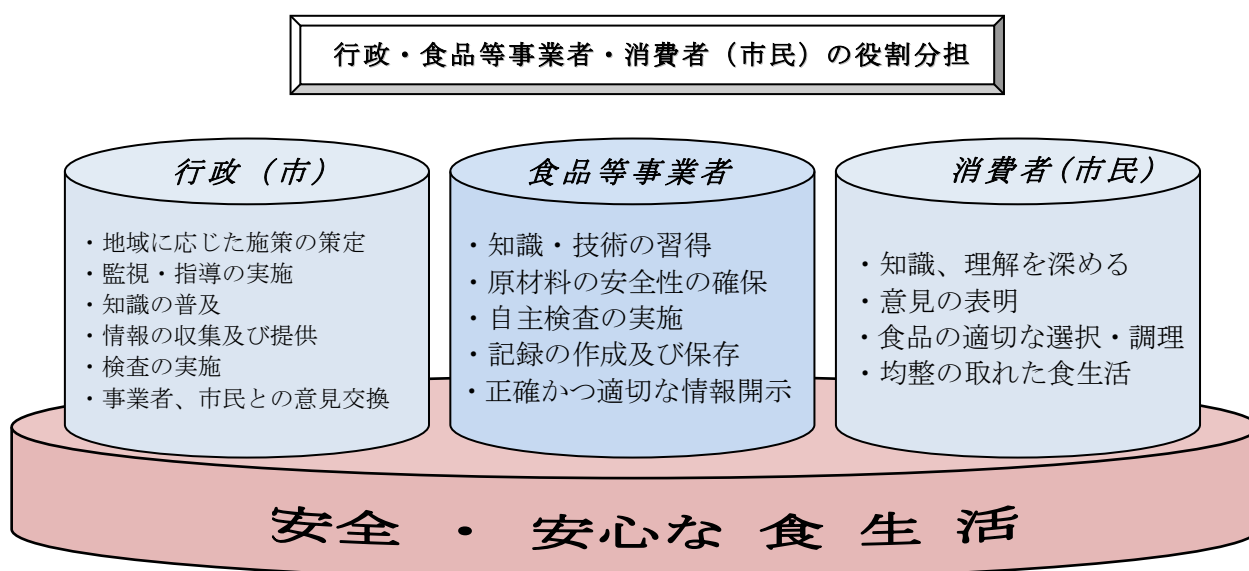 行政・食品等事業者・消費者（市民）の役割分担
行政（市）
・地域に応じた施策の策定
・監視・指導の実施
・知識の普及
・情報の収集及び提供
・検査の実施
・事業者、市民との意見交換
食品等事業者
・知識・技術の習得
・原材料の安全性の確保
・自主検査の実施
・記録の作成及び保存
・正確かつ適切な情報開示
消費者(市民)
・知識、理解を深める
・意見の表明
・食品の適切な選択・調理
・均整の取れた食生活
安全・安心な食生活